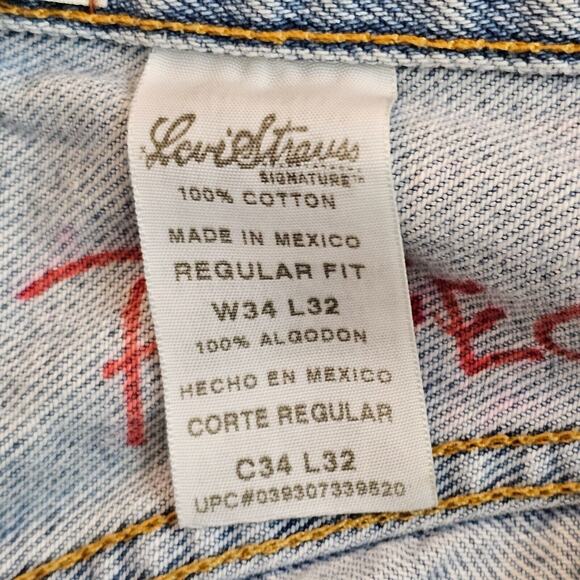 Levi Strauss
SIGNATURE™
100% COTTON
MADE IN MEXICO
REGULAR FIT
W34 L32
100% ALGODON
HECHO EN MEXICO
CORTE REGULAR
C34 L32
UPC#039307339520